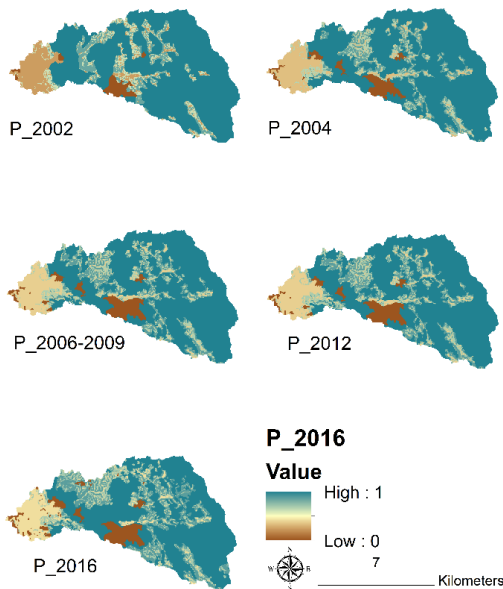 P_2002
P_2004
P_2006-2009
P_2012
P_2016
P_2016
Value
High : 1
Low : 0
N
W
E
S
7
Kilometers